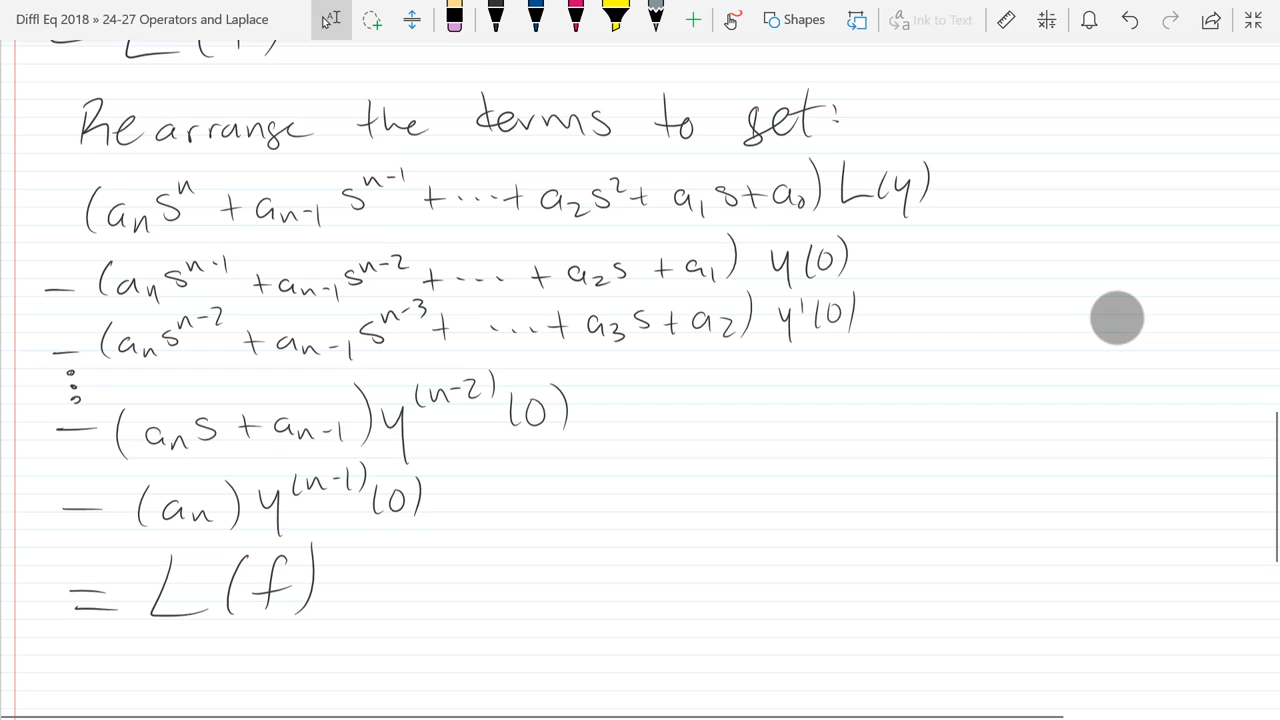 Diffl Eq 2018 » 24-27 Operators and Laplace
Shapes
Ink to Text
Rearrange the terms to get:
(aₙsⁿ + aₙ₋₁ sⁿ⁻¹ + ... + a₂s² + a₁s + a₀) L(y)
- (aₙsⁿ⁻¹ + aₙ₋₁sⁿ⁻² + ... + a₂s + a₁) y(0)
- (aₙsⁿ⁻² + aₙ₋₁sⁿ⁻³ + ... + a₃s + a₂) y'(0)
⋮
- (aₙs + aₙ₋₁) y⁽ⁿ⁻²⁾(0)
- (aₙ) y⁽ⁿ⁻¹⁾(0)
= L(f)